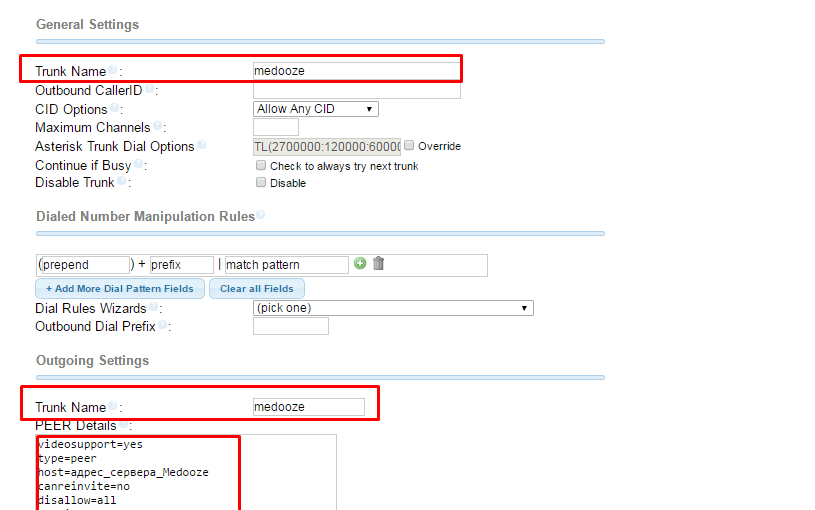 General Settings
Trunk Name?:
medooze
Outbound CallerID?:
CID Options?:
Allow Any CID
Maximum Channels?:
Asterisk Trunk Dial Options?
TL(2700000:120000:60000
Override
Continue if Busy?:
Check to always try next trunk
Disable Trunk?:
Disable
Dialed Number Manipulation Rules?
(prepend) + prefix | match pattern
+ Add More Dial Pattern Fields
Clear all Fields
Dial Rules Wizards?:
(pick one)
Outbound Dial Prefix?:
Outgoing Settings
Trunk Name?:
medooze
PEER Details?:
videosupport=yes
type=peer
host=адрес_сервера_Medooze
canreinvite=no
disallow=all